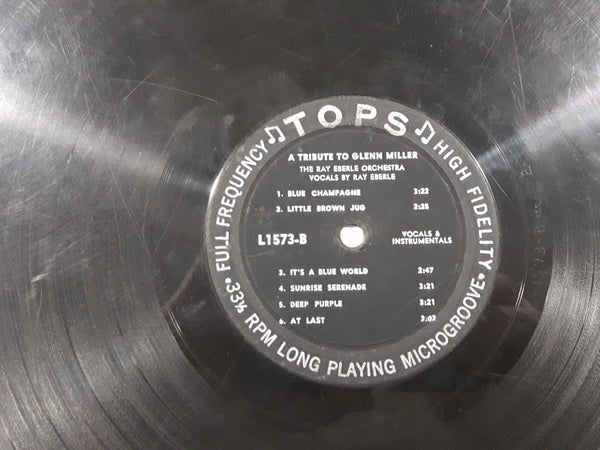 TOPS
FULL FREQUENCY
HIGH FIDELITY
A TRIBUTE TO GLENN MILLER
THE RAY EBERLE ORCHESTRA
VOCALS BY RAY EBERLE
1. BLUE CHAMPAGNE 3:22
2. LITTLE BROWN JUG 2:25
L1573-B
VOCALS &
INSTRUMENTALS
3. IT'S A BLUE WORLD 2:47
4. SUNRISE SERENADE 3:21
5. DEEP PURPLE 3:21
6. AT LAST 3:02
33⅓ RPM LONG PLAYING MICROGROOVE